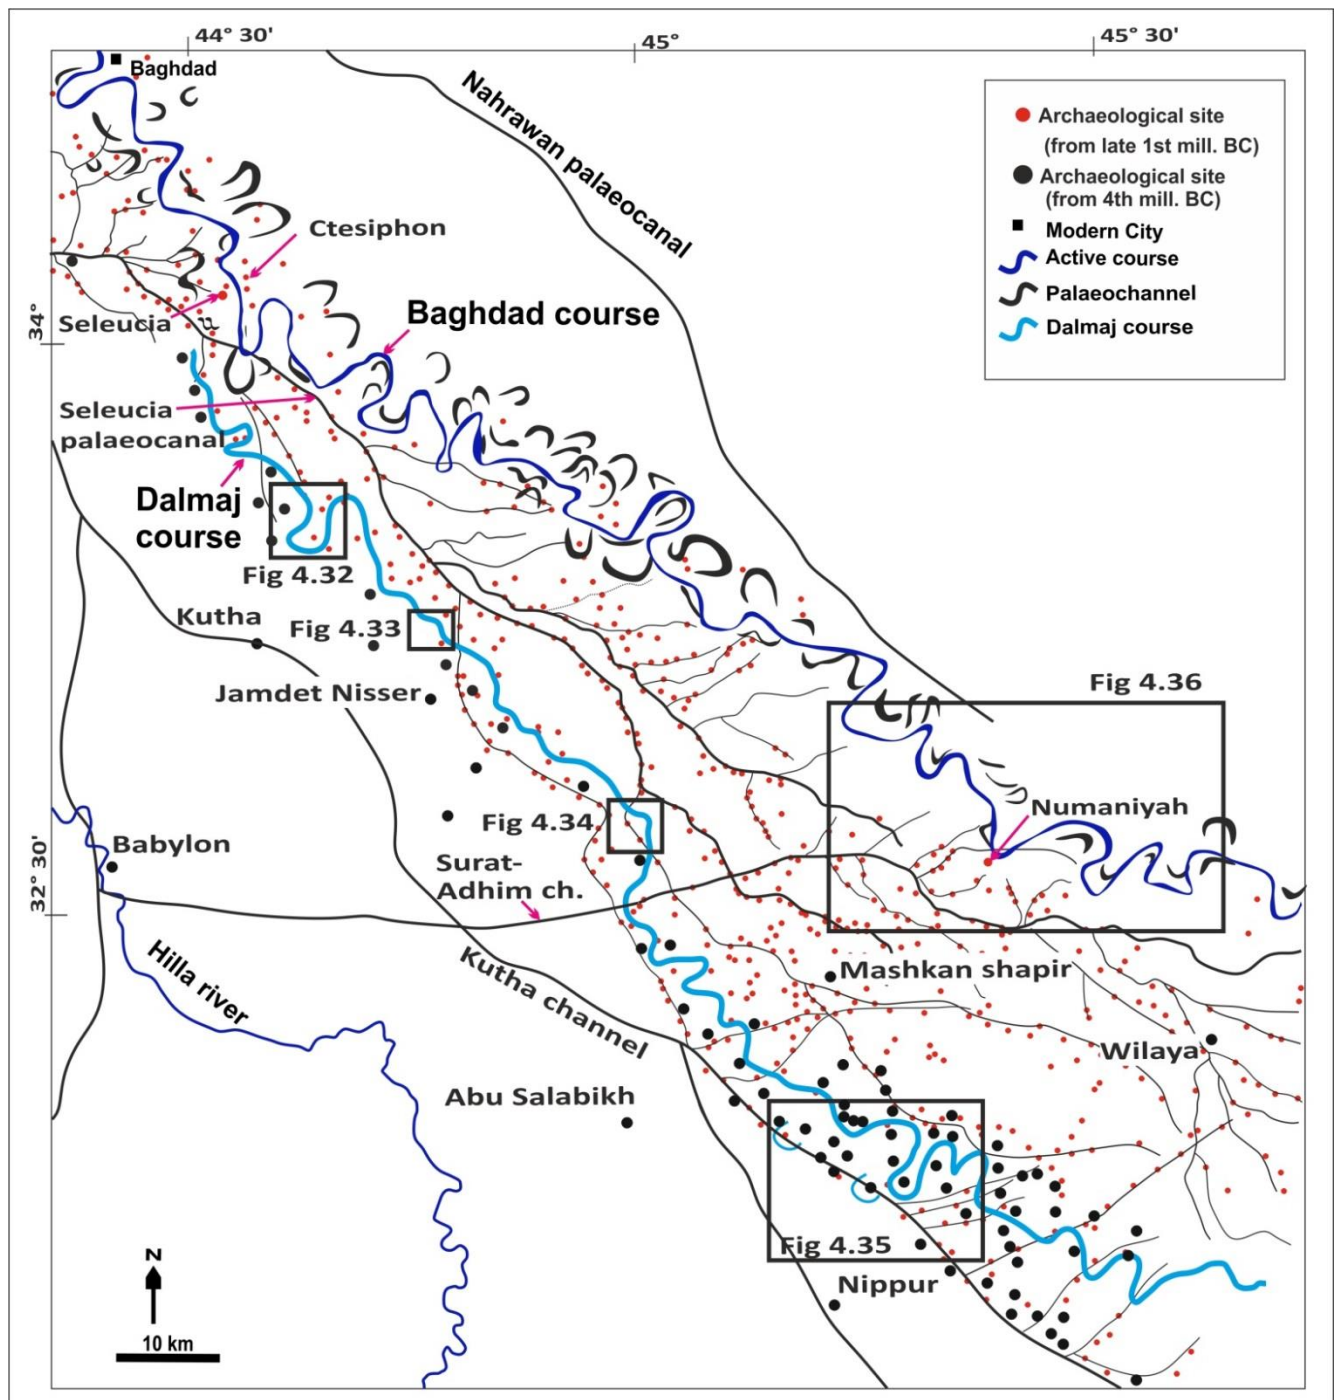 44° 30'
45°
45° 30'
Baghdad
Nahrawan palaeocanal
Archaeological site
(from late 1st mill. BC)
Archaeological site
(from 4th mill. BC)
Modern City
Active course
Palaeochannel
Dalmaj course
Ctesiphon
34°
Seleucia
Baghdad course
Seleucia
palaeocanal
Dalmaj
course
Fig 4.32
Kutha
Fig 4.33
Jamdet Nisser
Fig 4.36
Numaniyah
Fig 4.34
Babylon
Surat-
Adhim ch.
32° 30'
Hilla river
Kutha channel
Mashkan shapir
Wilaya
Abu Salabikh
Fig 4.35
Nippur
N
10 km